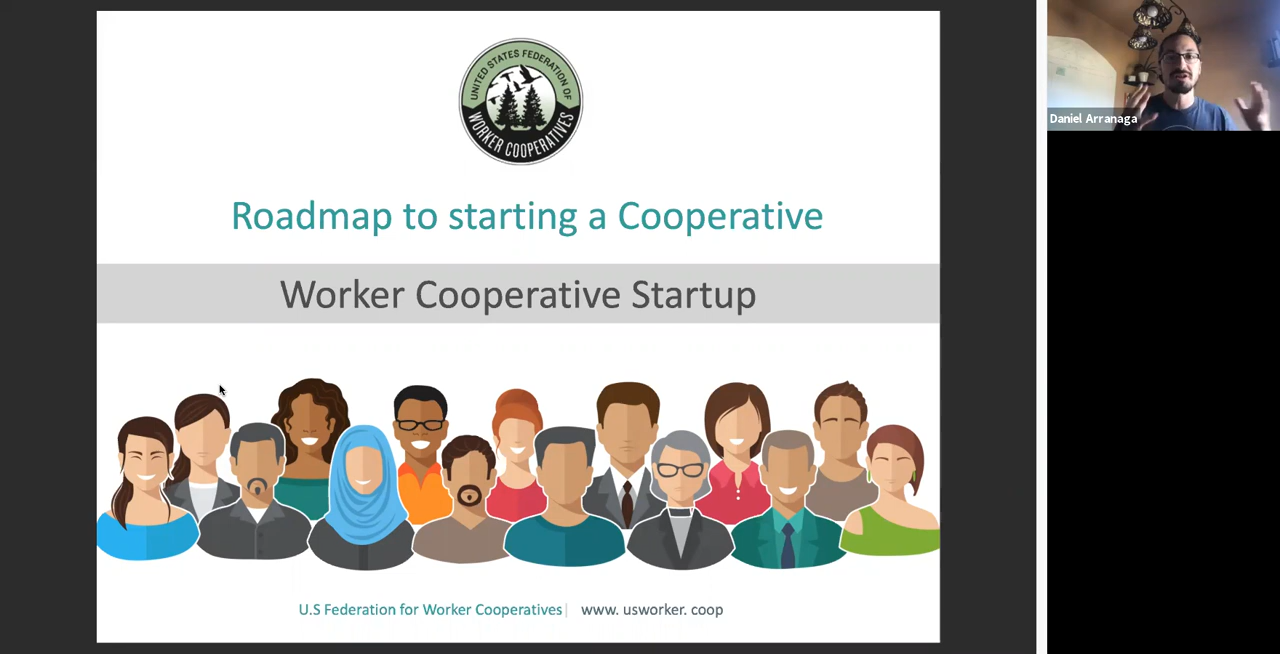 UNITED STATES FEDERATION OF
WORKER COOPERATIVES
Roadmap to starting a Cooperative
Worker Cooperative Startup
U.S Federation for Worker Cooperatives| www. usworker. coop
Daniel Arranaga